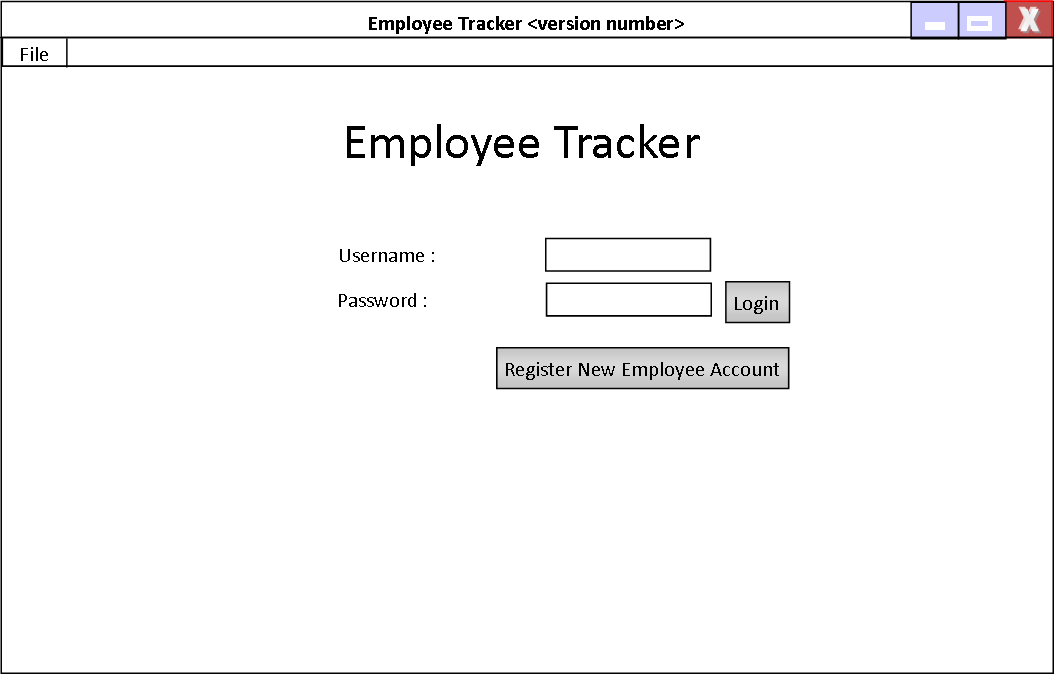 Employee Tracker <version number>
X
File
Employee Tracker
Username :
Password :
Login
Register New Employee Account